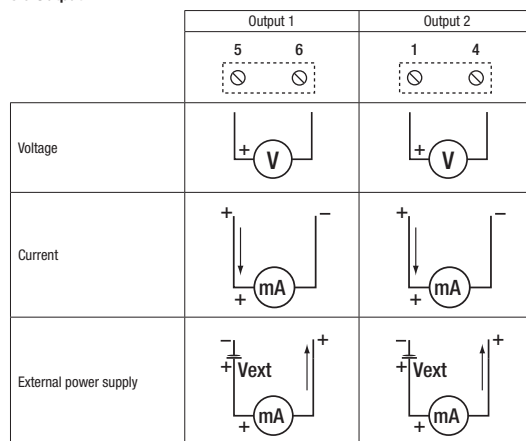 Output 1 Output 2
5 6 1 4
Voltage
+ V + V
Current
+ − + −
+ mA + mA
External power supply
− + − +
+ Vext + Vext
+ mA + mA